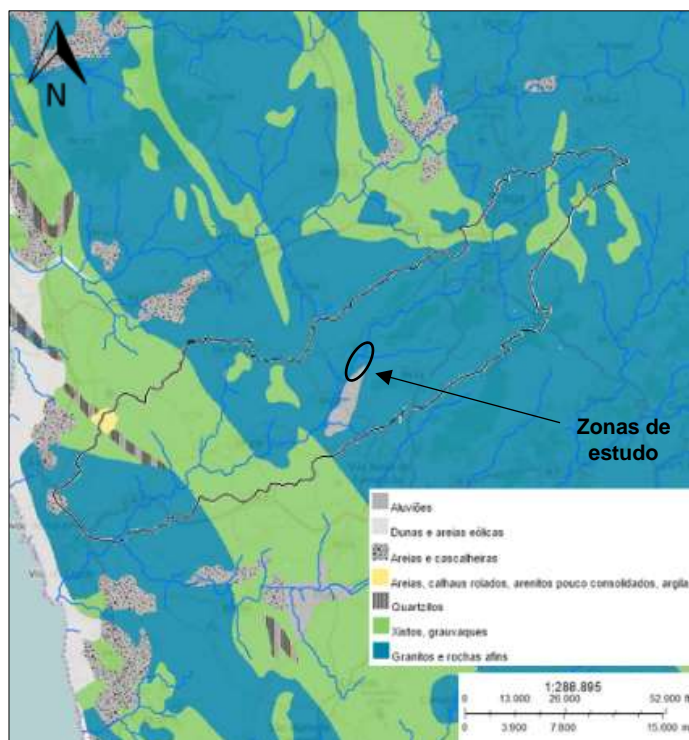 N
Zonas de
estudo
Aluviões
Dunas e areias eólicas
Areias e cascalheiras
Areias, calhaus rolados, arenitos pouco consolidados, argila
Quartzitos
Xistos, grauvaques
Granitos e rochas afins
1:288.895
0 13.000 26.000 52.000 ft
0 3.900 7.800 15.600 m